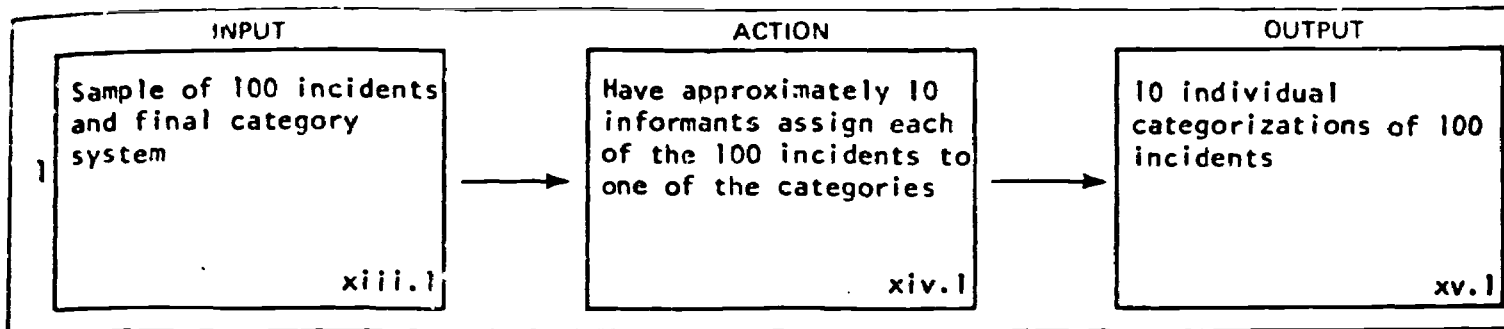 INPUT
ACTION
OUTPUT
1
Sample of 100 incidents
and final category
system
xiii.1
Have approximately 10
informants assign each
of the 100 incidents to
one of the categories
xiv.1
10 individual
categorizations of 100
incidents
xv.1